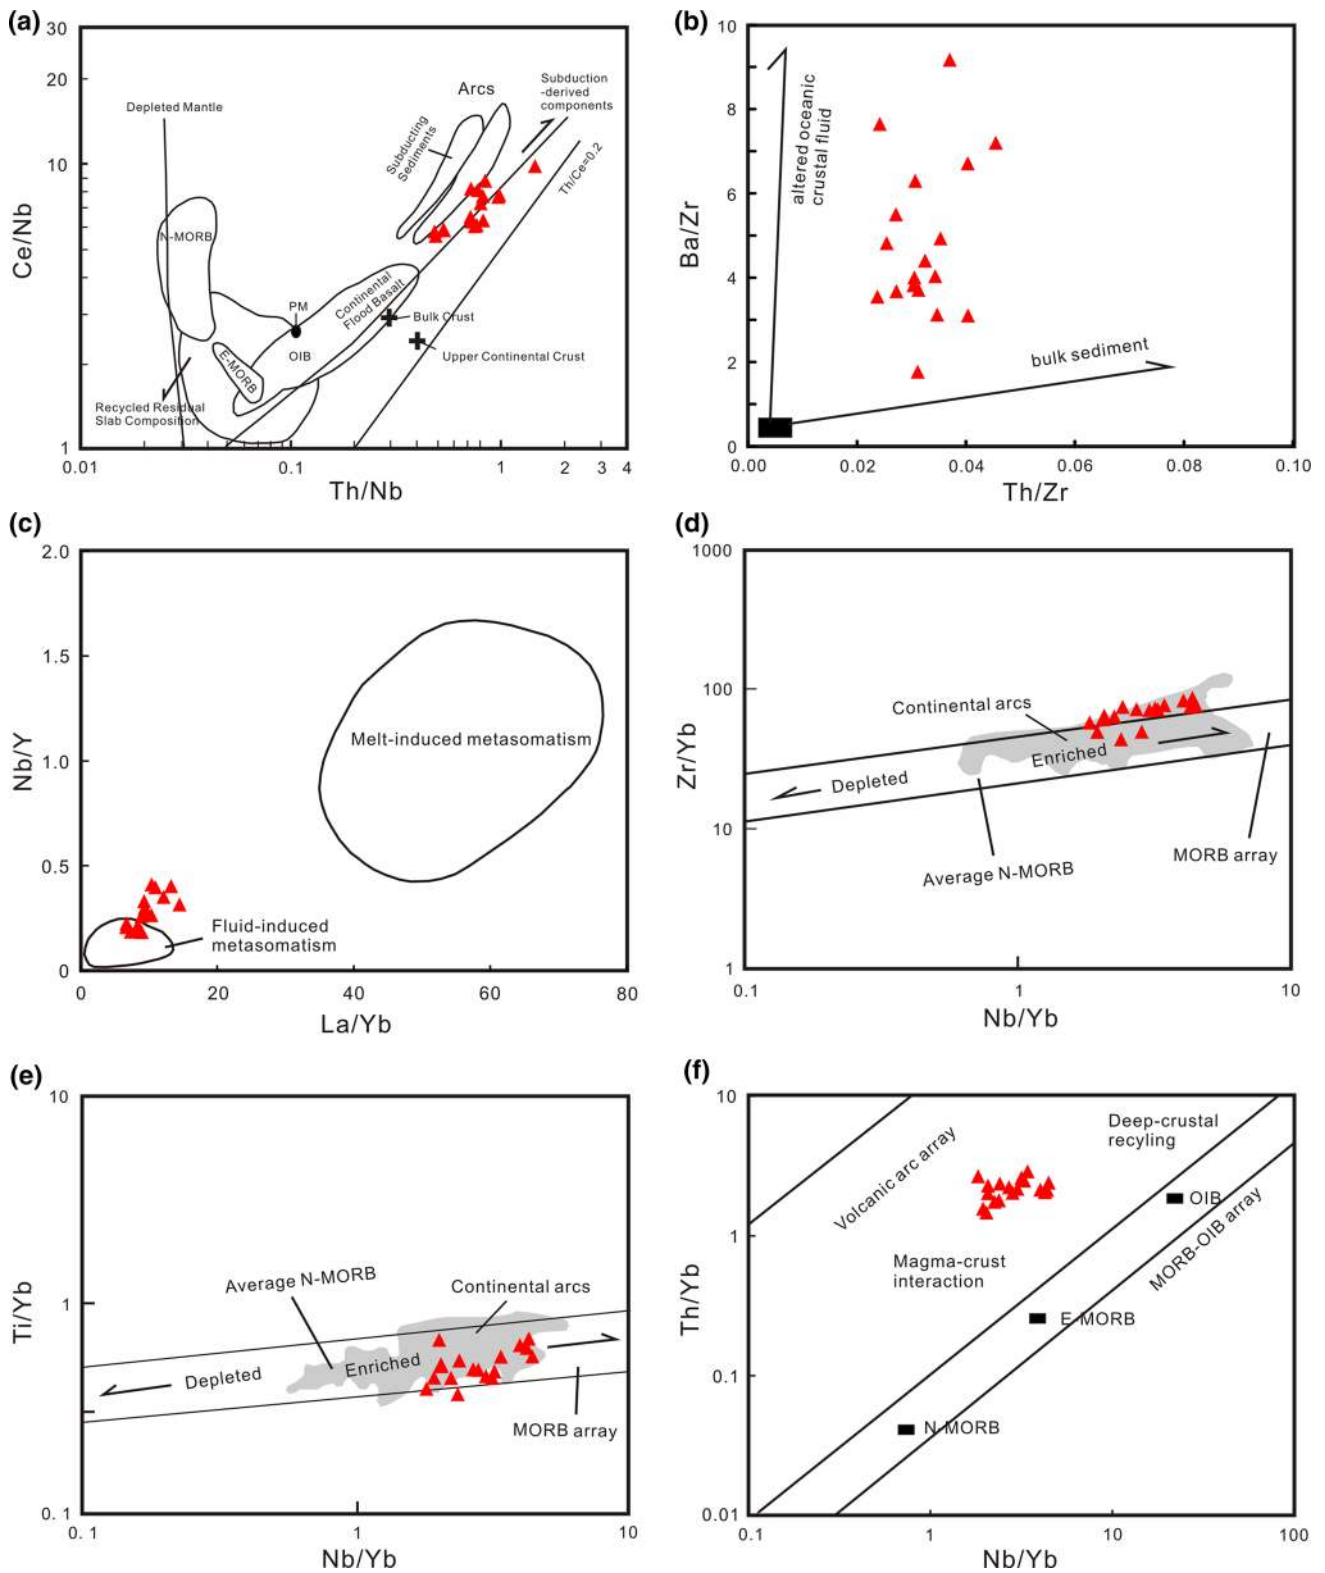 (a)
30
20
10
1
Ce/Nb
Depleted Mantle
Arcs
Subduction
-derived
components
Subducting
Sediments
Th/Ce=0.2
N-MORB
PM
Continental
Flood Basalt
Bulk Crust
OIB
E-MORB
Upper Continental Crust
Recycled Residual
Slab Composition
0.01
0.1
1
2
3
4
Th/Nb
(b)
10
8
6
4
2
0
Ba/Zr
altered oceanic
crustal fluid
bulk sediment
0.00
0.02
0.04
0.06
0.08
0.10
Th/Zr
(c)
2.0
1.5
1.0
0.5
0
Nb/Y
Melt-induced metasomatism
Fluid-induced
metasomatism
0
20
40
60
80
La/Yb
(d)
1000
100
10
1
Zr/Yb
Continental arcs
Enriched
Depleted
Average N-MORB
MORB array
0.1
1
10
Nb/Yb
(e)
10
1
0.1
Ti/Yb
Average N-MORB
Continental arcs
Enriched
Depleted
MORB array
0.1
1
10
Nb/Yb
(f)
10
1
0.1
0.01
Th/Yb
Deep-crustal
recyling
Volcanic arc array
OIB
MORB-OIB array
Magma-crust
interaction
E-MORB
N-MORB
0.1
1
10
100
Nb/Yb